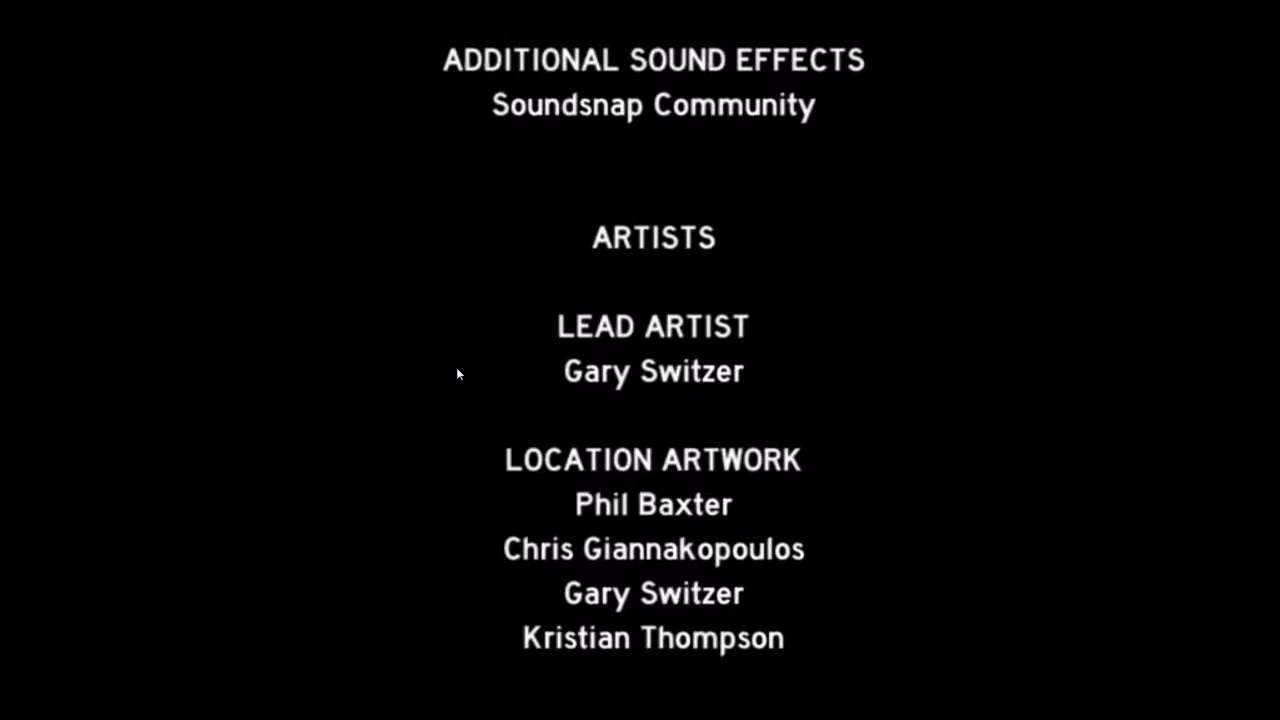 ADDITIONAL SOUND EFFECTS
Soundsnap Community
ARTISTS
LEAD ARTIST
Gary Switzer
LOCATION ARTWORK
Phil Baxter
Chris Giannakopoulos
Gary Switzer
Kristian Thompson